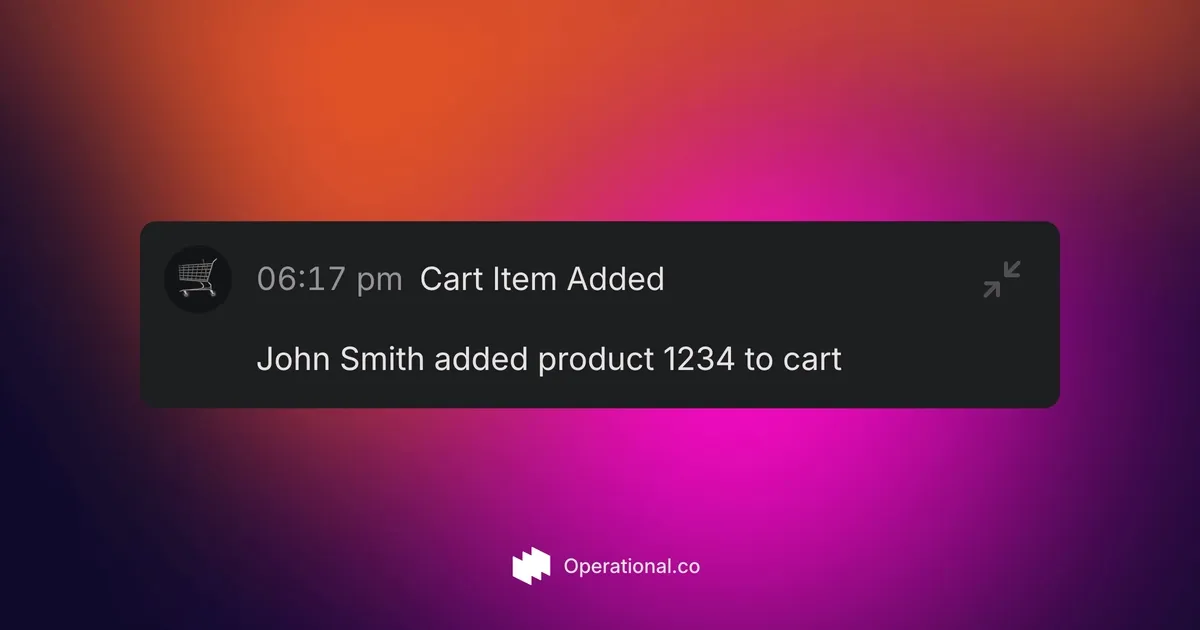 06:17 pm Cart Item Added
John Smith added product 1234 to cart
Operational.co